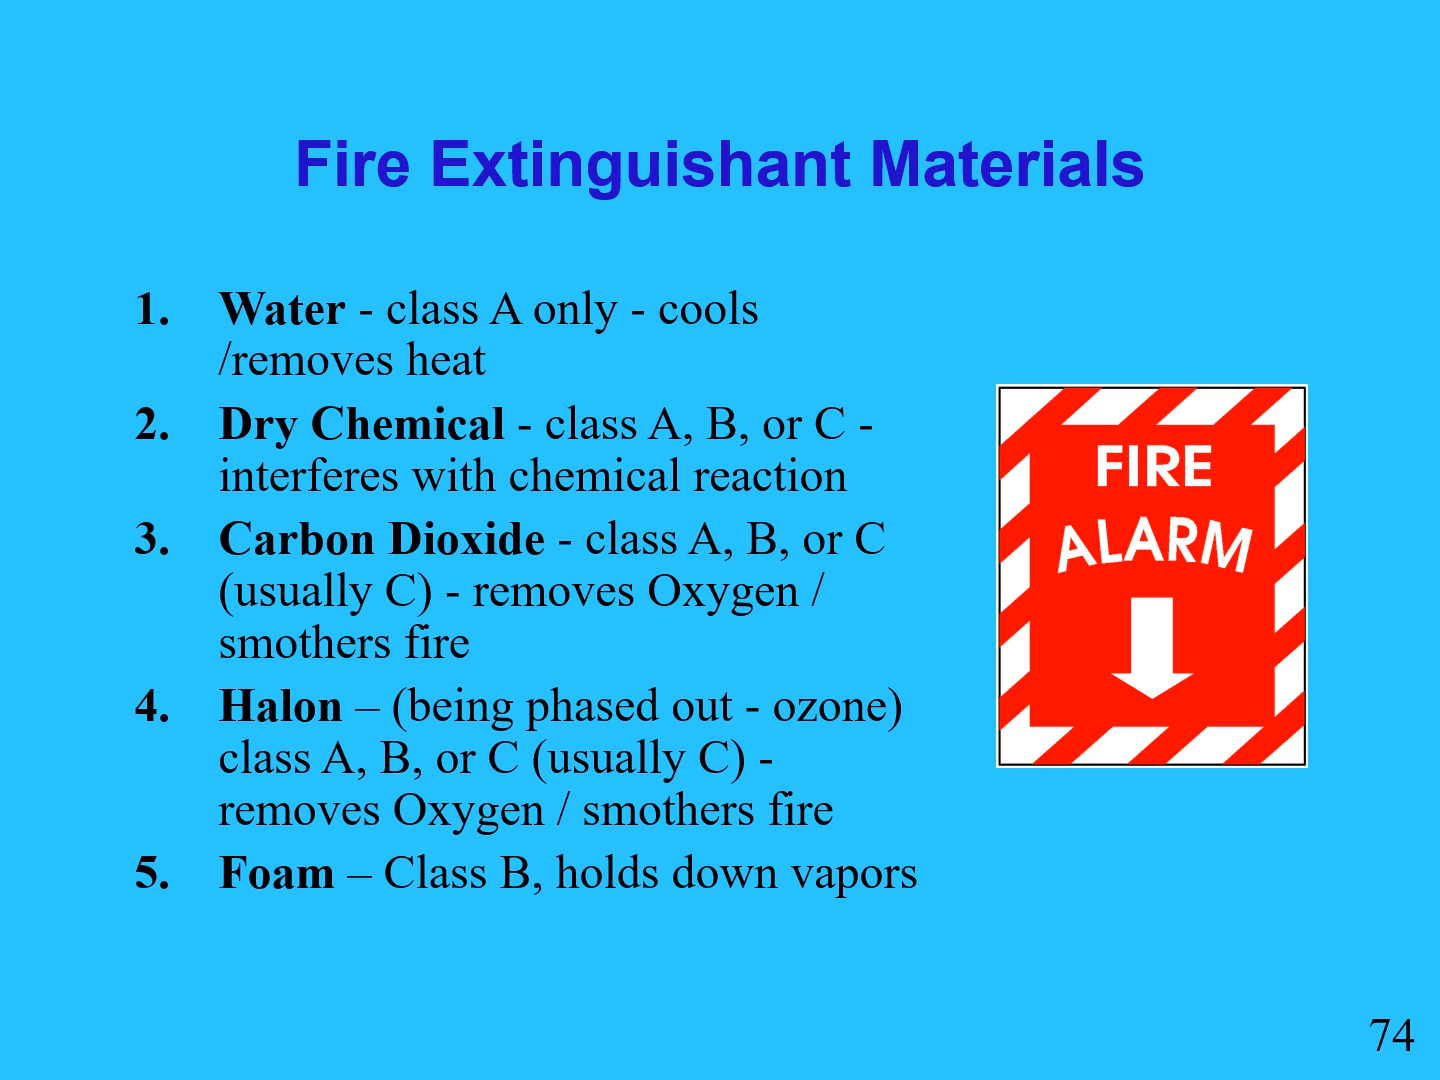 Fire Extinguishant Materials
1. Water - class A only - cools
/removes heat
2. Dry Chemical - class A, B, or C -
interferes with chemical reaction
3. Carbon Dioxide - class A, B, or C
(usually C) - removes Oxygen /
smothers fire
4. Halon – (being phased out - ozone)
class A, B, or C (usually C) -
removes Oxygen / smothers fire
5. Foam – Class B, holds down vapors
FIRE
ALARM
74